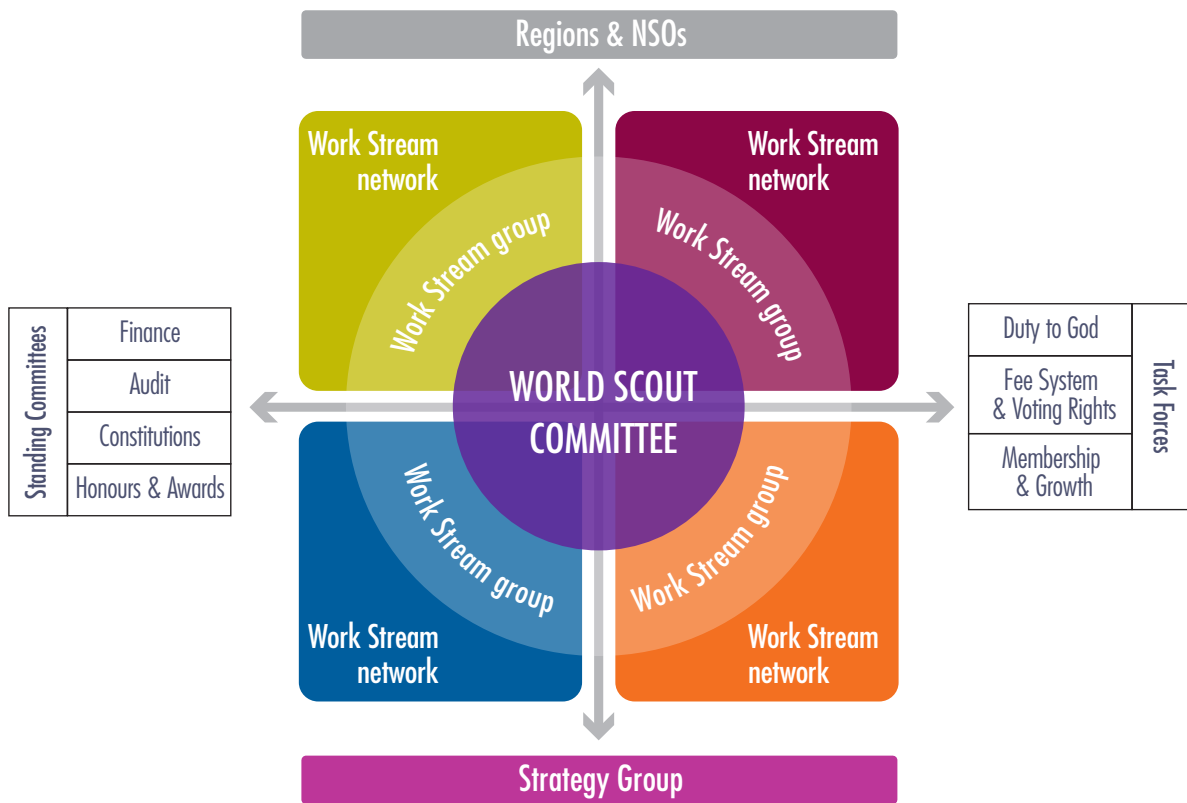 Regions & NSOs
Work Stream
network
Work Stream
network
Work Stream group
Work Stream group
Standing Committees
Finance
Audit
Constitutions
Honours & Awards
WORLD SCOUT
COMMITTEE
Duty to God
Fee System
& Voting Rights
Membership
& Growth
Task Forces
Work Stream group
Work Stream group
Work Stream
network
Work Stream
network
Strategy Group